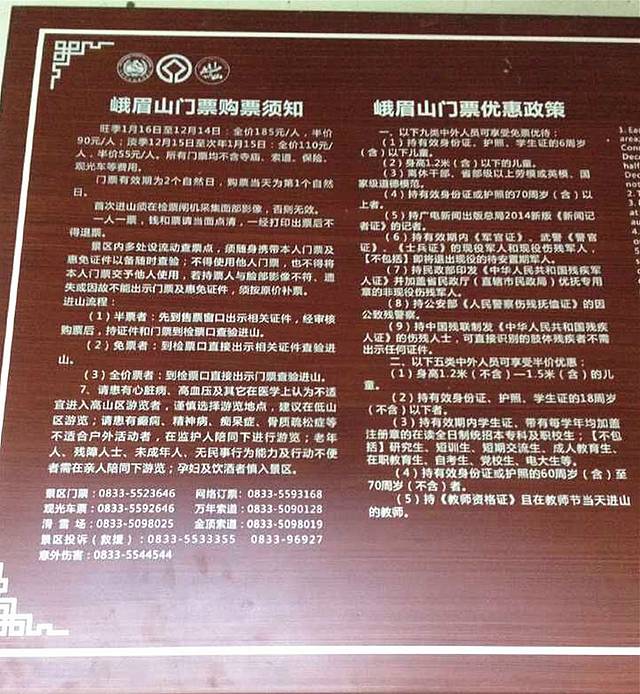 峨眉山门票购票须知
旺季1月16日至12月14日：全价185元/人，半价
90元/人；淡季12月15日至次年1月15日：全价110元/
人，半价55元/人，所有门票均不含寺庙、索道、保险、
观光车等费用。
门票有效期为2个自然日，购票当天为第1个自然
日。
首次进山须在检票闸机采集面部影像，否则无效。
一人一票，钱和票请当面点清，一经打印出票后不
得退票。
景区内多处设流动查票点，须随身携带本人门票及
惠免证件以备随时查验；不得使用他人门票，也不得将
本人门票交予他人使用，若持票人与脸部影像不符、遗
失或因故不能出示门票及惠免证件，须按原价补票。
进山流程：
（1）半票者：先到售票窗口出示相关证件，经审核
购票后，持证件和门票到检票口查验进山。
（2）免票者：到检票口直接出示相关证件查验进
山。
（3）全价票者：到检票口直接出示门票查验进山。
7、请患有心脏病、高血压及其它在医学上认为不适
宜进入高山区游览者，谨慎选择游览地点，建议在低山
区游览；请患有癫痫、精神病、痴呆症、骨质疏松症等
不适合户外活动者，在监护人陪同下进行游览；老年
人、残障人士、未成年人、无民事行为能力及行动不便
者需在亲人陪同下游览；孕妇及饮酒者慎入景区。
景区门票：0833-5523646 网络订票：0833-5593168
观光车票：0833-5592646 万年索道：0833-5090128
滑雪场：0833-5098025 金顶索道：0833-5098019
景区投诉（救援）：0833-5533355 0833-96927
意外伤害：0833-5544544
峨眉山门票优惠政策
一、以下九类中外人员可享受免票优待：
（1）持有效身份证、护照、学生证的6周岁
（含）以下儿童。
（2）身高1.2米（含）以下的儿童。
（3）离休干、省部级以上劳模或英模、国
家级道德模范。
（4）持有效身份证或护照的70周岁（含）以
上者。
（5）持广电新闻出版总局2014新版《新闻记
者证》的记者。
（6）持有效期内《军官证》、武警《警官
证》、《士兵证》的现役军人和现役伤残军人，
【不包括】即将退出现役的待安置期军人。
（7）持民政部印发《中华人民共和国残疾军
人证》并加盖省民政厅（直辖市民政局）优抚专用
章的非现役伤残军人。
（8）持公安部《人民警察伤残抚恤证》的因
公致残警察。
（9）持中国残联制发《中华人民共和国残疾
人证》的伤残人士，可直接识别的肢体残疾者不需
出示任何证件。
二、以下五类中外人员可享受半价优惠：
（1）身高1.2米（不含）—1.5米（含）的儿
童。
（2）持有效身份证、护照、学生证的18周岁
（不含）以下者。
（3）持有效期内学生证、带有每学年均加盖
注册章的在读全日制统招本专科及职校生；【不包
括】研究生、短训生、短期交流生、成人教育生、
在职教育生、自考生、党校生、电大生等。
（4）持有效身份证或护照的60周岁（含）至
70周岁（不含）者。
（5）持《教师资格证》且在教师节当天进山
的教师。